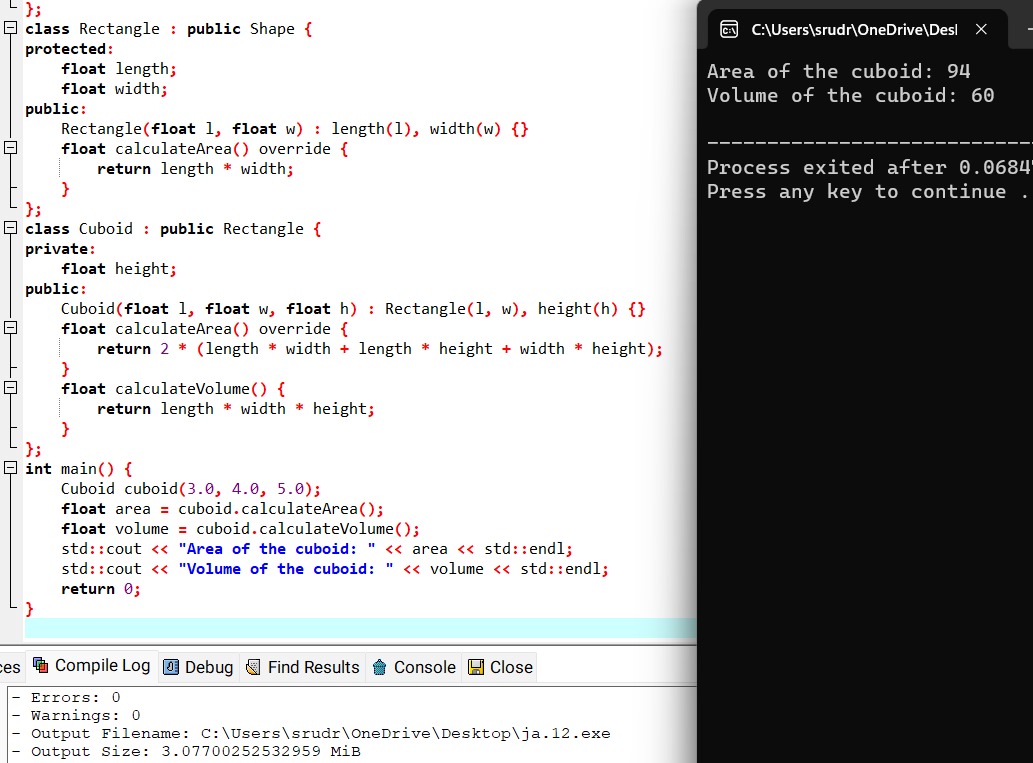 };
class Rectangle : public Shape {
protected:
    float length;
    float width;
public:
    Rectangle(float l, float w) : length(l), width(w) {}
    float calculateArea() override {
        return length * width;
    }
};
class Cuboid : public Rectangle {
private:
    float height;
public:
    Cuboid(float l, float w, float h) : Rectangle(l, w), height(h) {}
    float calculateArea() override {
        return 2 * (length * width + length * height + width * height);
    }
    float calculateVolume() {
        return length * width * height;
    }
};
int main() {
    Cuboid cuboid(3.0, 4.0, 5.0);
    float area = cuboid.calculateArea();
    float volume = cuboid.calculateVolume();
    std::cout << "Area of the cuboid: " << area << std::endl;
    std::cout << "Volume of the cuboid: " << volume << std::endl;
    return 0;
}
ces Compile Log Debug Find Results Console Close
- Errors: 0
- Warnings: 0
- Output Filename: C:\Users\srudr\OneDrive\Desktop\ja.12.exe
- Output Size: 3.07700252532959 MiB
C:\Users\srudr\OneDrive\Des
Area of the cuboid: 94
Volume of the cuboid: 60
--------------------------------
Process exited after 0.0684
Press any key to continue .